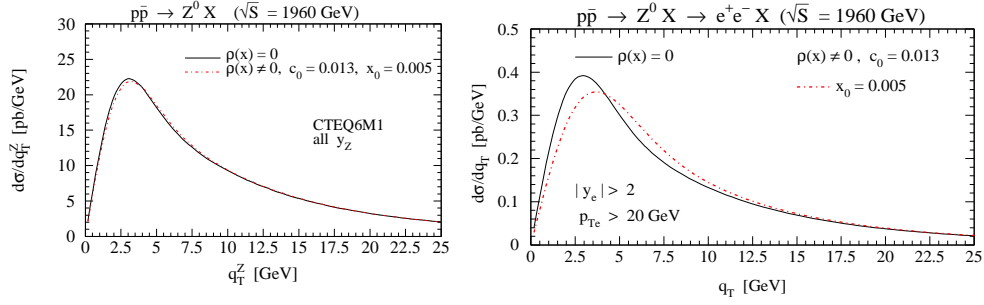 pp̄ → Z⁰ X (√S = 1960 GeV)
30
25
20
15
10
5
0
dσ/dq_T^Z [pb/GeV]
ρ(x) = 0
ρ(x) ≠ 0, c₀ = 0.013, x₀ = 0.005
CTEQ6M1
all y_Z
0 2.5 5 7.5 10 12.5 15 17.5 20 22.5 25
q_T^Z [GeV]
pp̄ → Z⁰ X → e⁺e⁻ X (√S = 1960 GeV)
0.5
0.4
0.3
0.2
0.1
0
dσ/dq_T [pb/GeV]
ρ(x) = 0
ρ(x) ≠ 0 , c₀ = 0.013
x₀ = 0.005
| y_e | > 2
p_Te > 20 GeV
0 2.5 5 7.5 10 12.5 15 17.5 20 22.5 25
q_T [GeV]